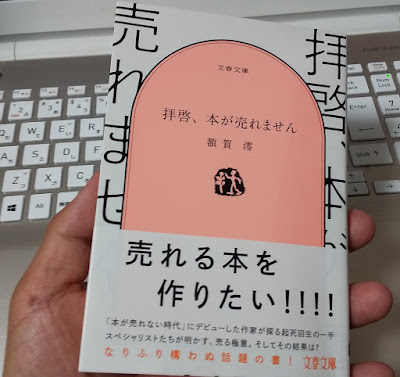 拝啓、本が
売れませ
文春文庫
拝啓、本が売れません
額賀 澪
売れる本を
作りたい!!!!
「本が売れない時代」にデビューした作家が探る起死回生の一手
スペシャリストたちが明かす、売る極意。そしてその結果は?
なりふり構わぬ話題の書!
文春文庫